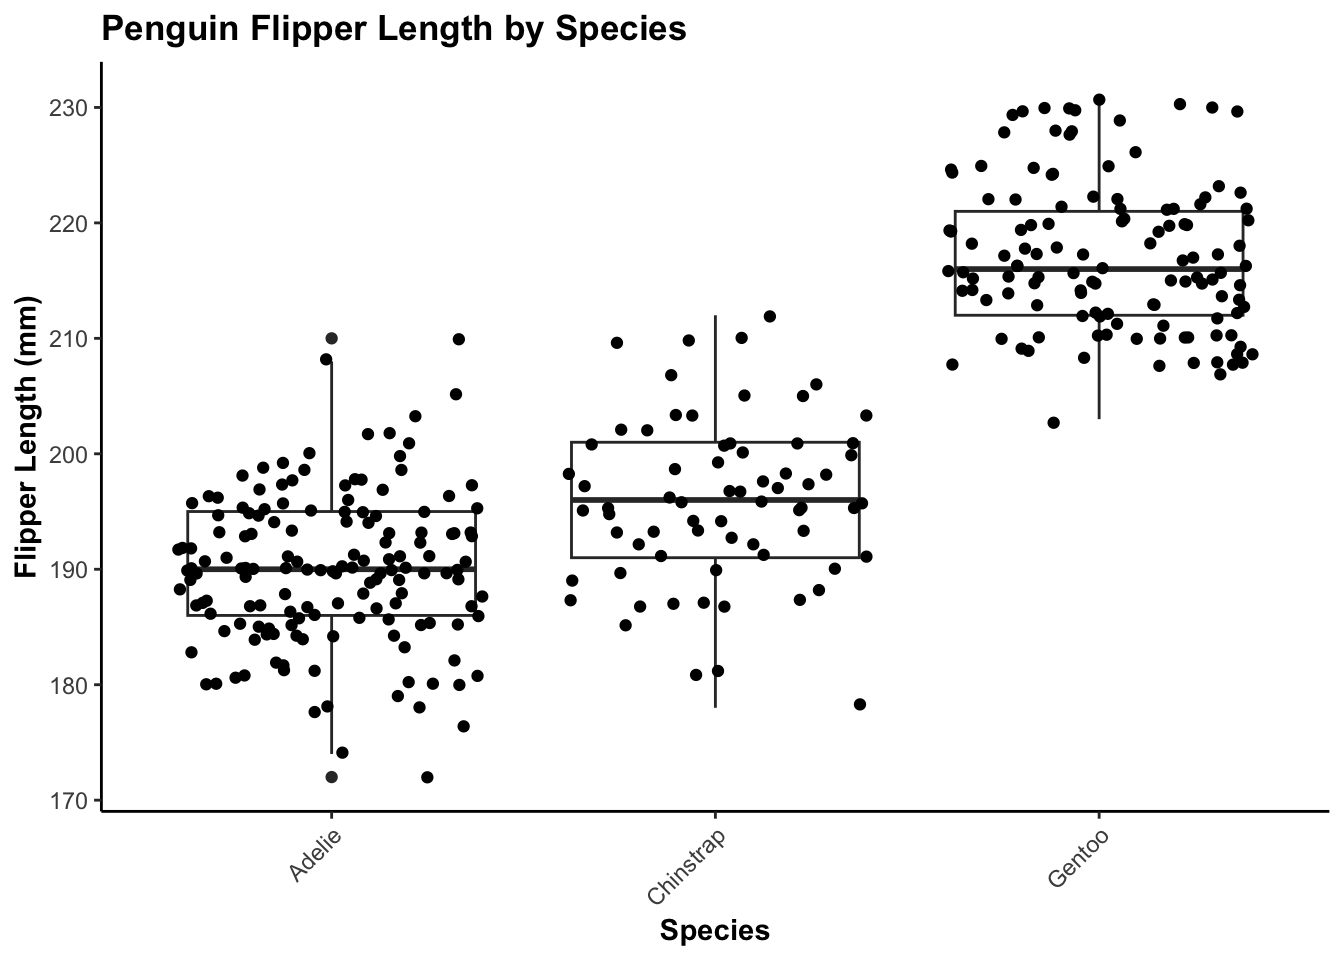 Penguin Flipper Length by Species
Flipper Length (mm)
230
220
210
200
190
180
170
Adelie
Chinstrap
Gentoo
Species